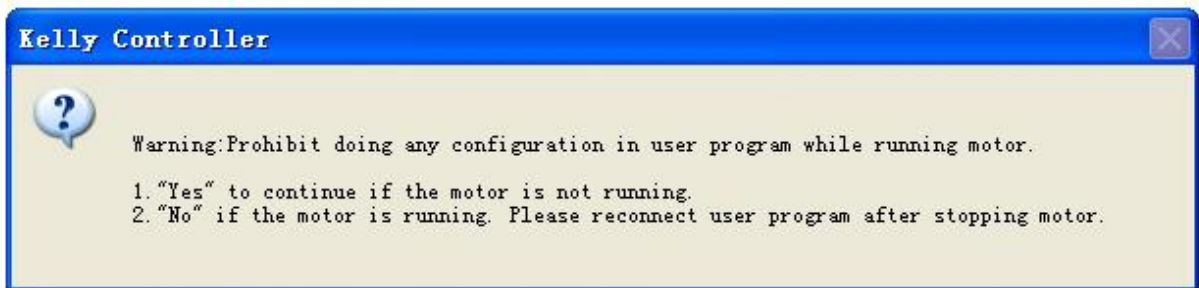 Kelly Controller
Warning:Prohibit doing any configuration in user program while running motor.
1."Yes" to continue if the motor is not running.
2."No" if the motor is running. Please reconnect user program after stopping motor.